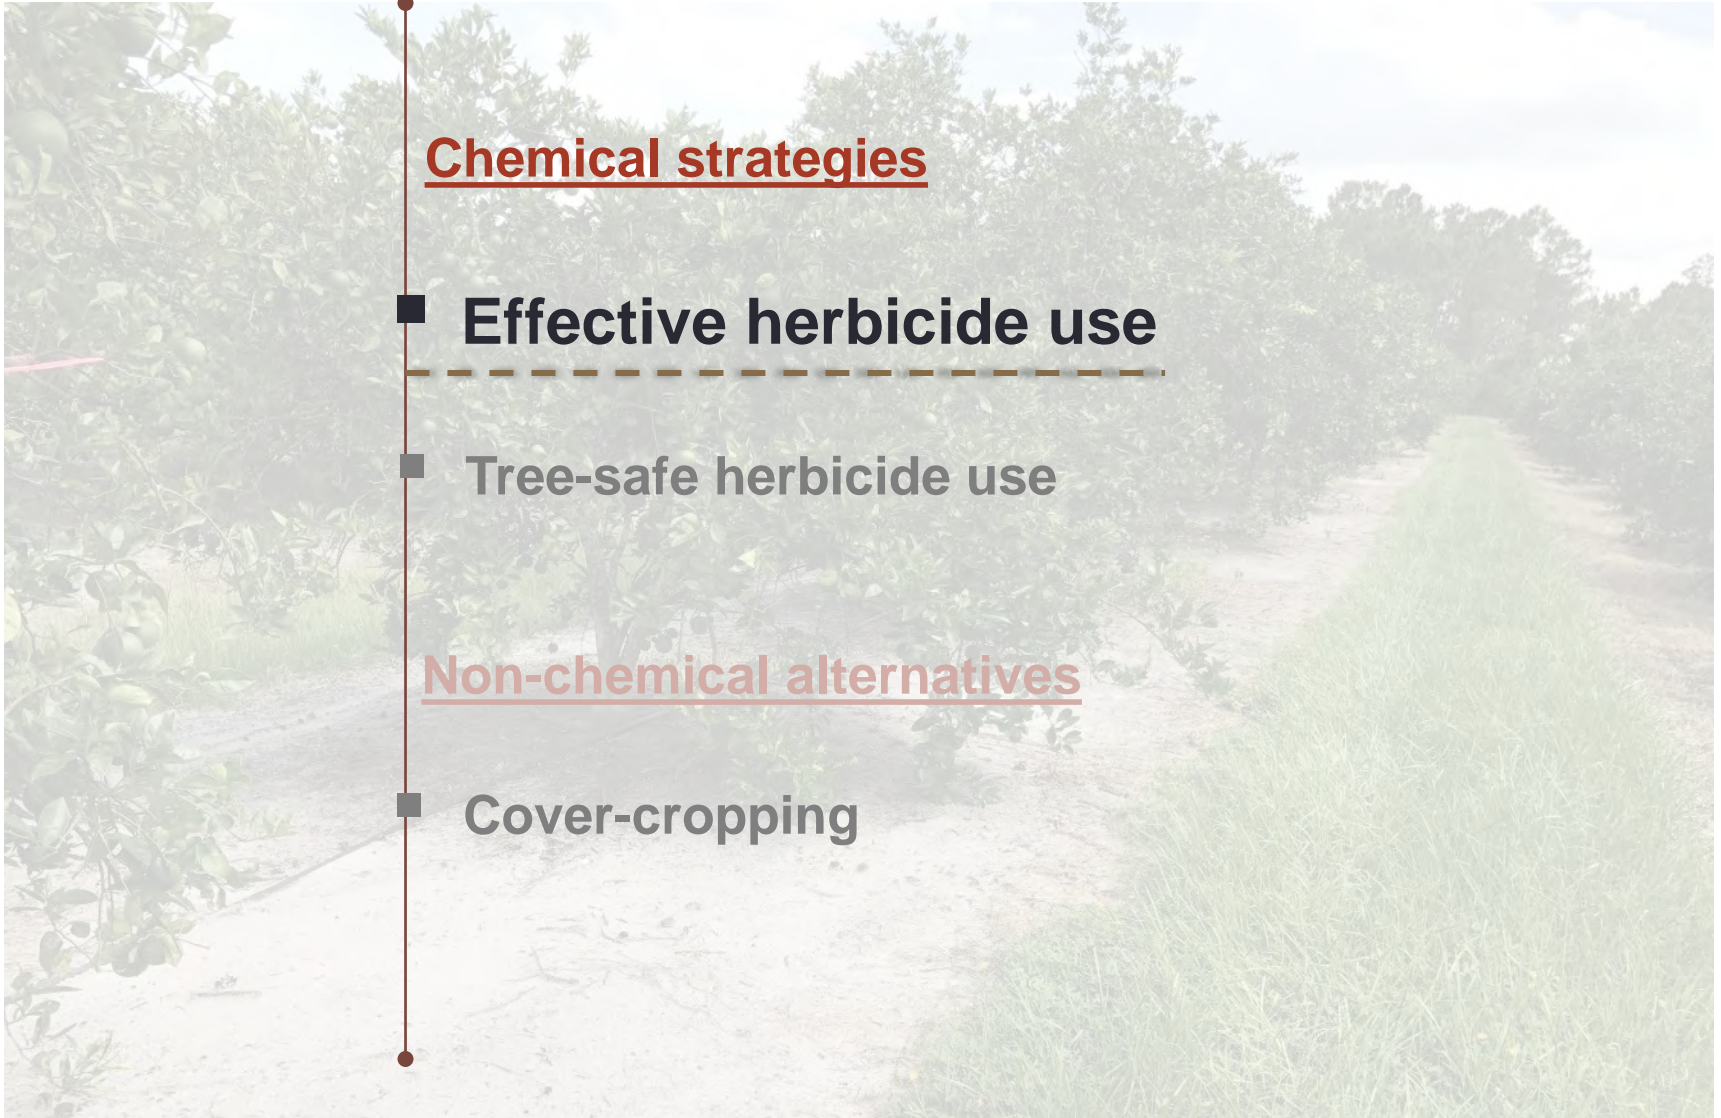 Chemical strategies
Effective herbicide use
Tree-safe herbicide use
Non-chemical alternatives
Cover-cropping